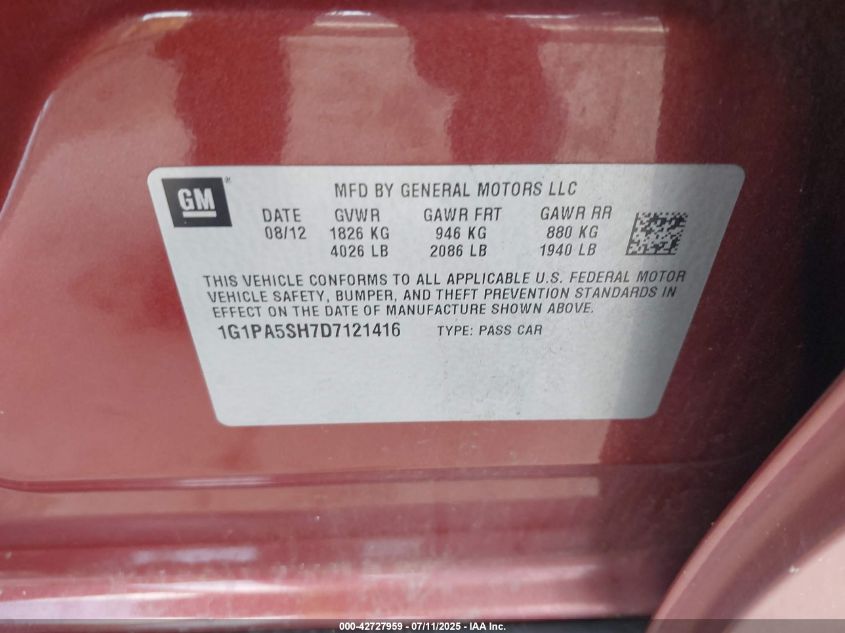 GM
MFD BY GENERAL MOTORS LLC
DATE GVWR GAWR FRT GAWR RR
08/12 1826 KG 946 KG 880 KG
4026 LB 2086 LB 1940 LB
THIS VEHICLE CONFORMS TO ALL APPLICABLE U.S. FEDERAL MOTOR
VEHICLE SAFETY, BUMPER, AND THEFT PREVENTION STANDARDS IN
EFFECT ON THE DATE OF MANUFACTURE SHOWN ABOVE.
1G1PA5SH7D7121416 TYPE: PASS CAR
000-42727959 - 07/11/2025 - IAA Inc.